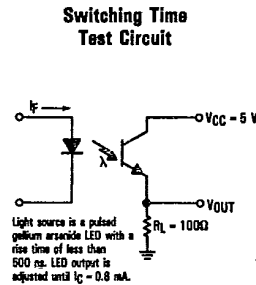 Switching Time
Test Circuit
IF
λ
VCC = 5 V
VOUT
RL = 100Ω
Light source is a pulsed
gallium arsenide LED with a
rise time of less than
500 ns. LED output is
adjusted until IC = 0.8 mA.